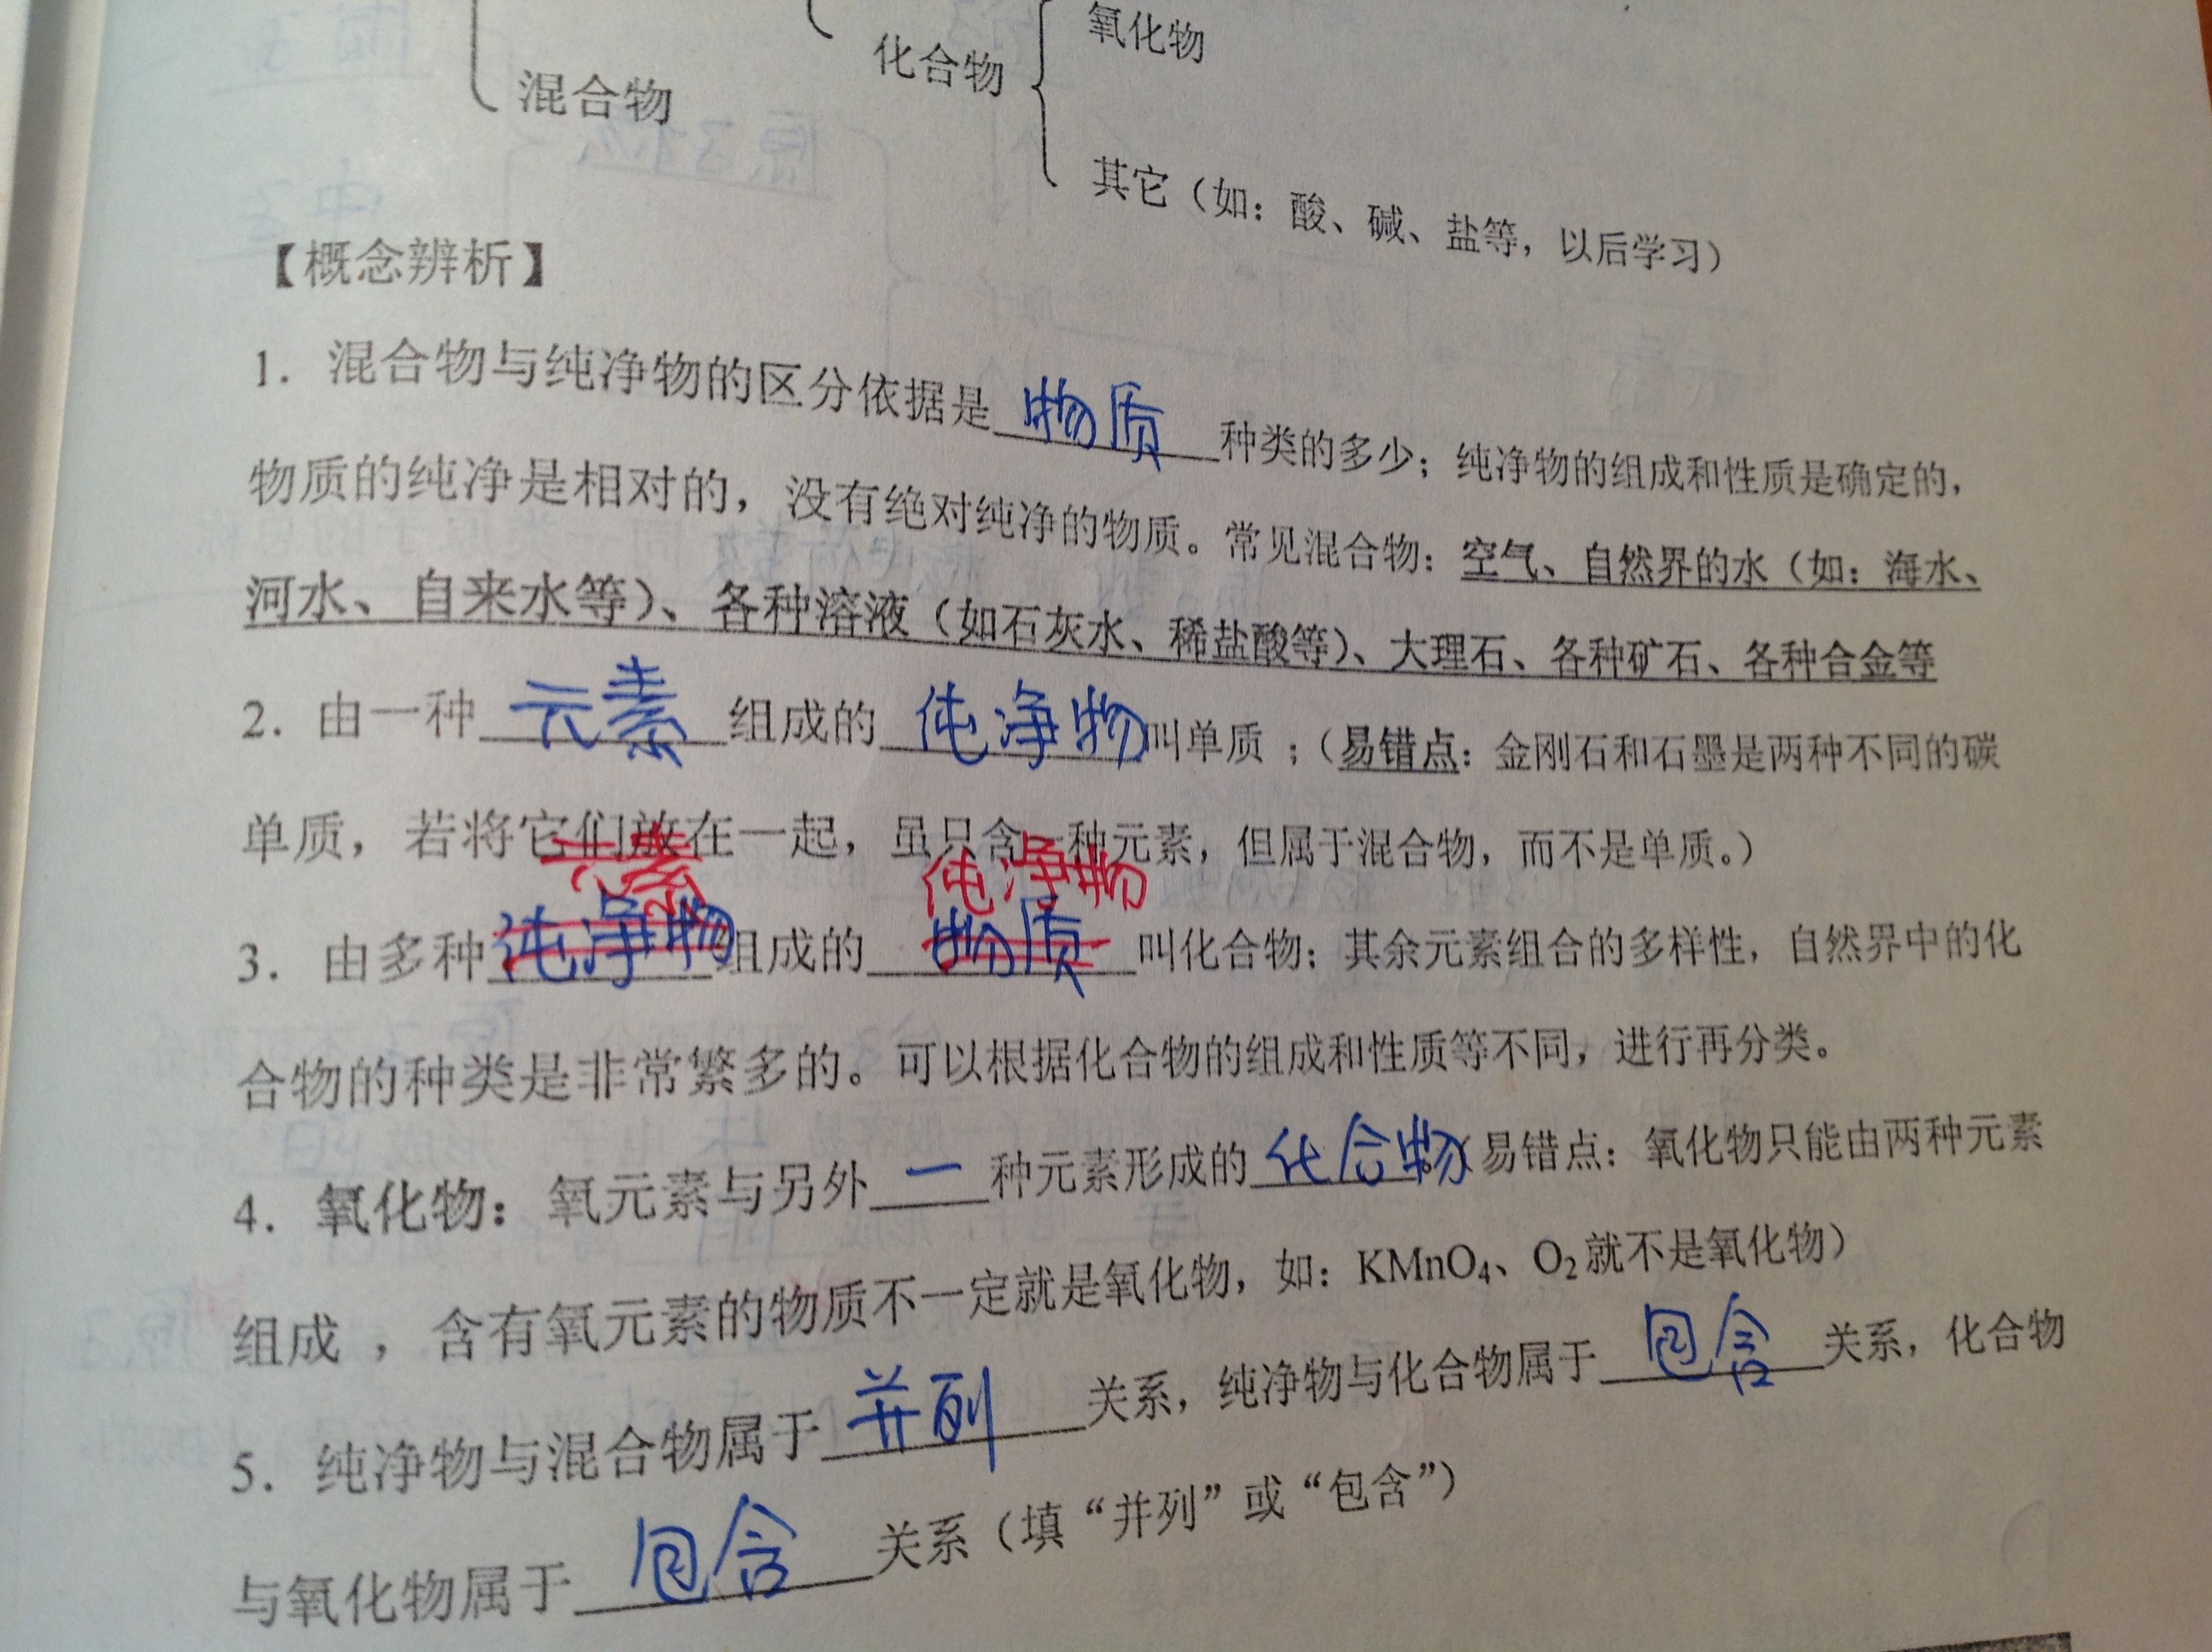 氧化物
化合物
混合物
其它（如：酸、碱、盐等，以后学习）
【概念辨析】
1. 混合物与纯净物的区分依据是 物质 种类的多少；纯净物的组成和性质是确定的，
物质的纯净是相对的，没有绝对纯净的物质。常见混合物：空气、自然界的水（如：海水、
河水、自来水等）、各种溶液（如石灰水、稀盐酸等）、大理石、各种矿石、各种合金等
2. 由一种 元素 组成的 纯净物 叫单质；（易错点：金刚石和石墨是两种不同的碳
单质，若将它们放在一起，虽只含一种元素，但属于混合物，而不是单质。）
元素 纯净物
3. 由多种 纯净物 组成的 物质 叫化合物；其余元素组合的多样性，自然界中的化
合物的种类是非常繁多的。可以根据化合物的组成和性质等不同，进行再分类。
4. 氧化物：氧元素与另外 一 种元素形成的 化合物（易错点：氧化物只能由两种元素
组成，含有氧元素的物质不一定就是氧化物，如：KMnO₄、O₂就不是氧化物）
5. 纯净物与混合物属于 并列 关系，纯净物与化合物属于 包含 关系，化合物
与氧化物属于 包含 关系（填“并列”或“包含”）